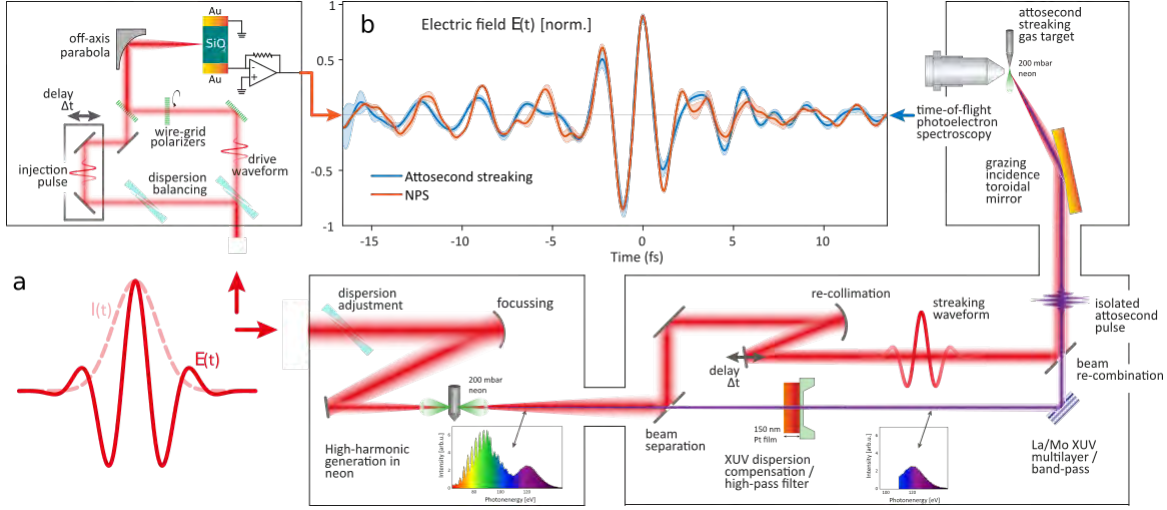 Au
off-axis
parabola
SiO₂
Au
delay
Δt
wire-grid
polarizers
injection
pulse
dispersion
balancing
drive
waveform
b
Electric field E(t) [norm.]
1
0.5
0
-0.5
-1
Attosecond streaking
NPS
-15
-10
-5
0
5
10
Time (fs)
attosecond
streaking
gas target
200 mbar
neon
time-of-flight
photoelectron
spectroscopy
grazing
incidence
toroidal
mirror
a
I(t)
E(t)
dispersion
adjustment
focussing
200 mbar
neon
High-harmonic
generation in
neon
Intensity [arb.u.]
Photonenergy [eV]
beam
separation
re-collimation
delay
Δt
streaking
waveform
150 nm
Pt film
XUV dispersion
compensation /
high-pass filter
Intensity [arb.u.]
Photonenergy [eV]
isolated
attosecond
pulse
beam
re-combination
La/Mo XUV
multilayer /
band-pass